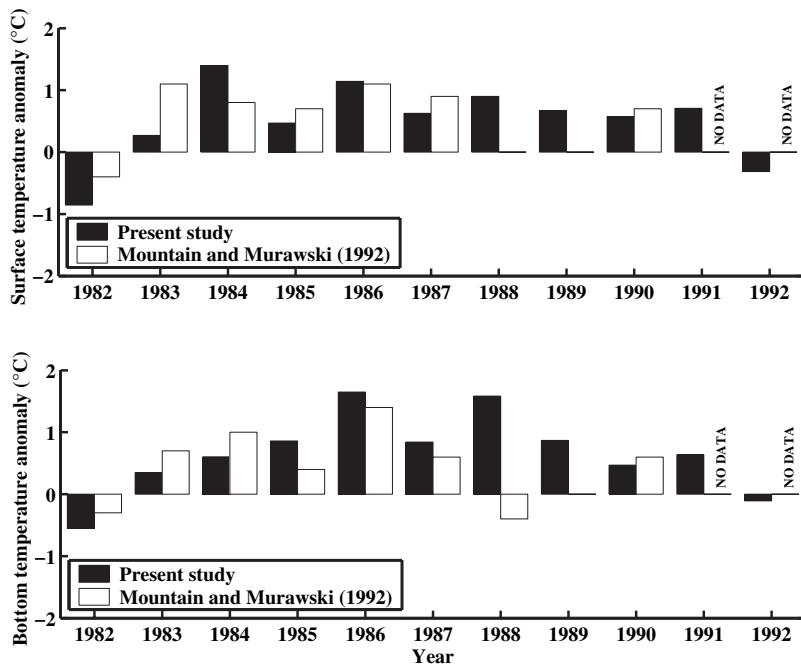 Surface temperature anomaly (°C)
2
1
0
−1
−2
NO DATA
NO DATA
Present study
Mountain and Murawski (1992)
1982 1983 1984 1985 1986 1987 1988 1989 1990 1991 1992
Bottom temperature anomaly (°C)
2
1
0
−1
−2
NO DATA
NO DATA
Present study
Mountain and Murawski (1992)
1982 1983 1984 1985 1986 1987 1988 1989 1990 1991 1992
Year